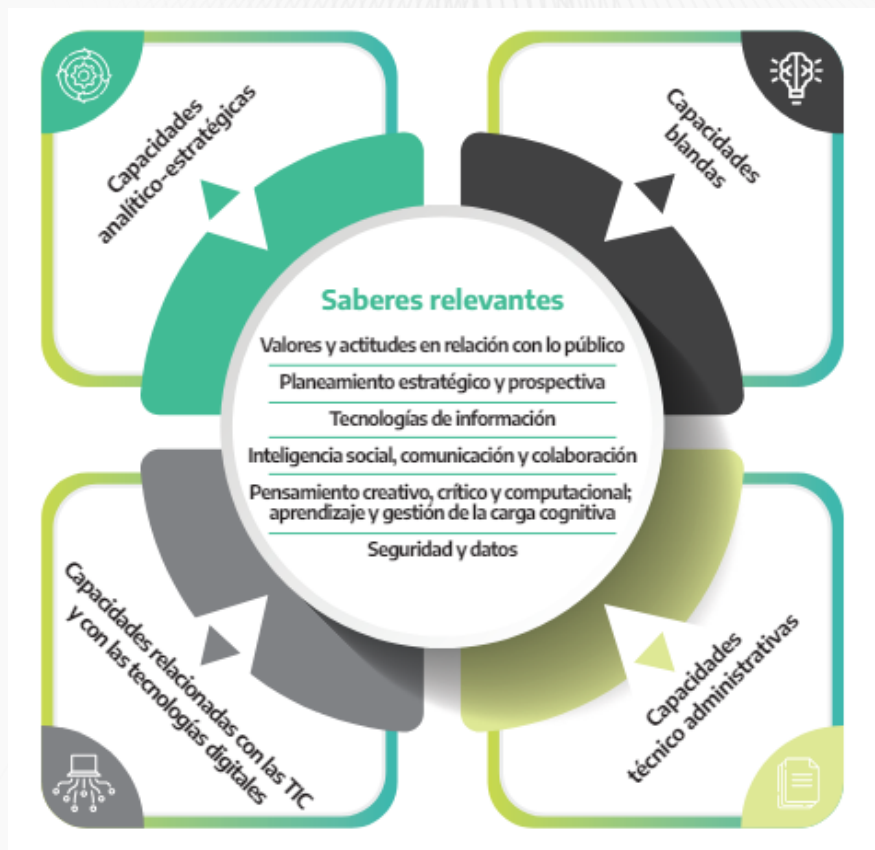 Capacidades
analítico-estratégicas
Capacidades
blandas
Saberes relevantes
Valores y actitudes en relación con lo público
Planeamiento estratégico y prospectiva
Tecnologías de información
Inteligencia social, comunicación y colaboración
Pensamiento creativo, crítico y computacional;
aprendizaje y gestión de la carga cognitiva
Seguridad y datos
Capacidades relacionadas con las TIC
y con las tecnologías digitales
Capacidades
técnico administrativas